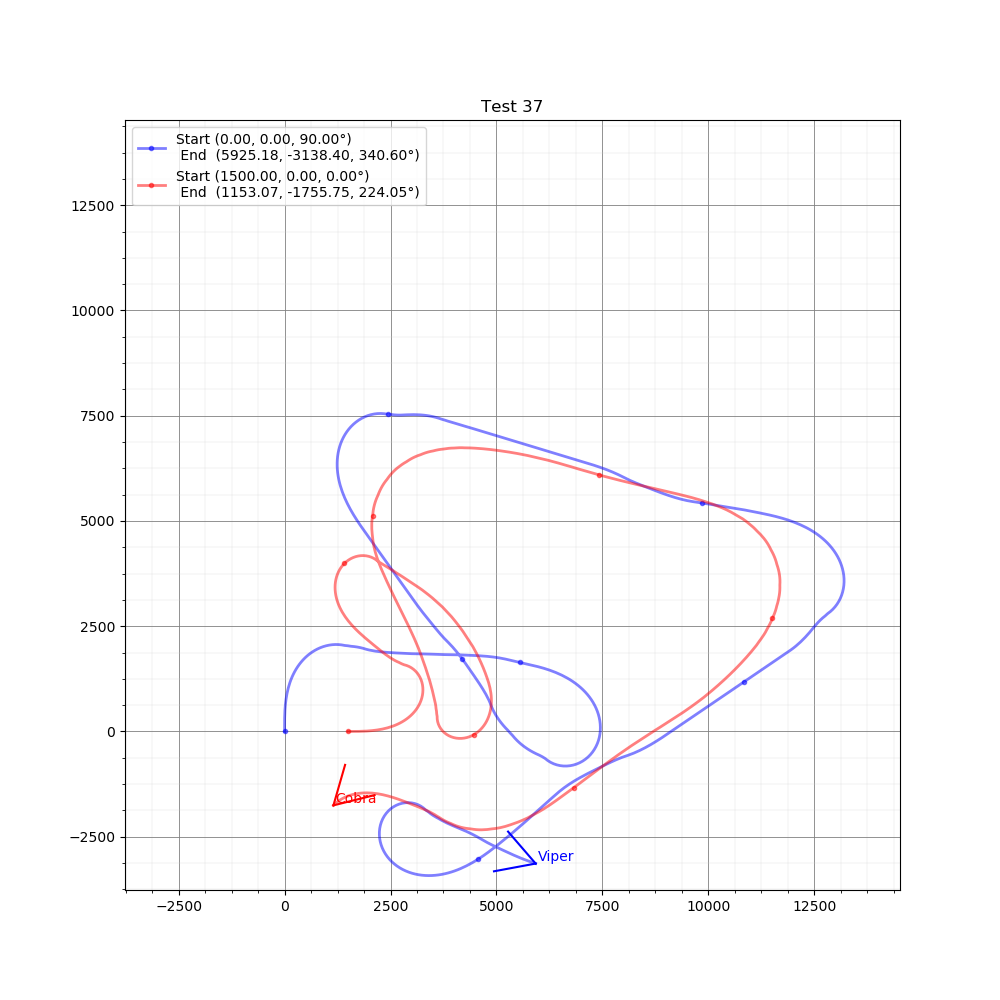 Test 37
Start (0.00, 0.00, 90.00°)
End  (5925.18, -3138.40, 340.60°)
Start (1500.00, 0.00, 0.00°)
End  (1153.07, -1755.75, 224.05°)
12500
10000
7500
5000
2500
0
−2500
Cobra
Viper
−2500
0
2500
5000
7500
10000
12500